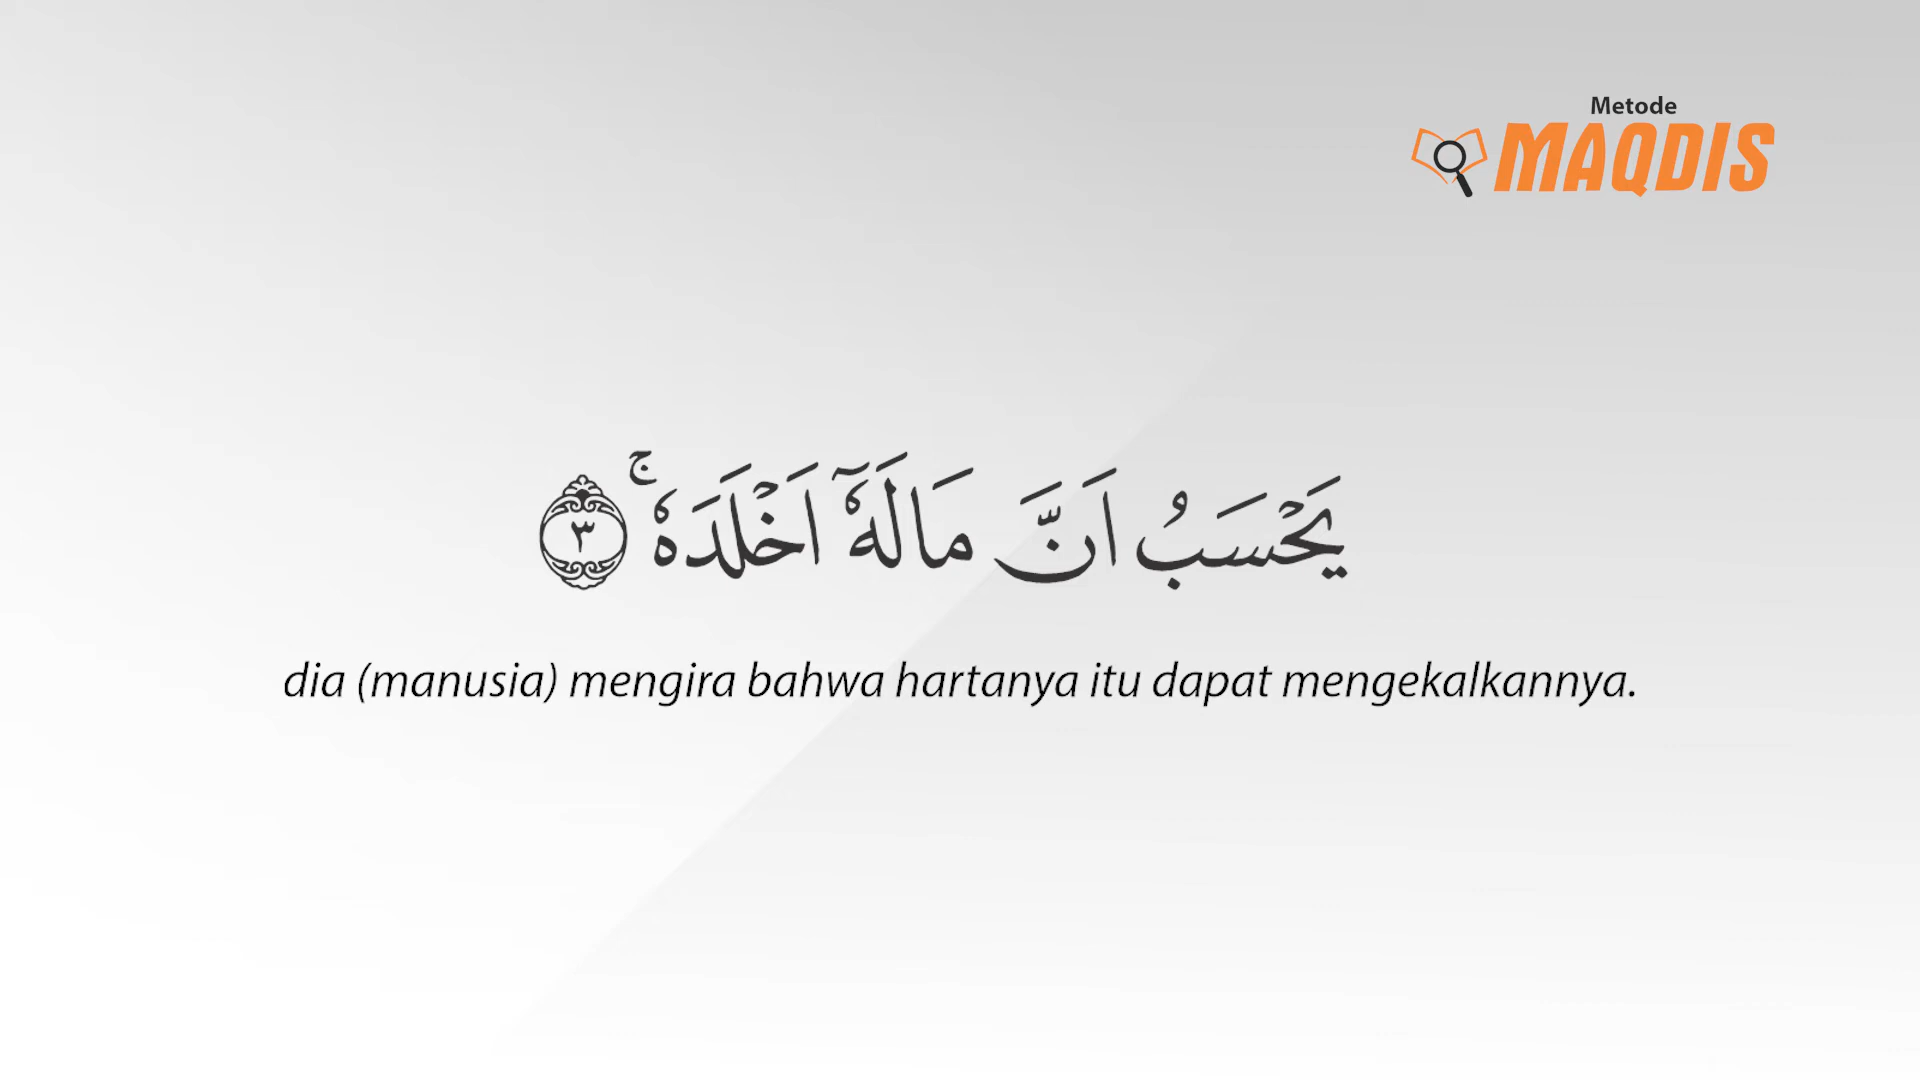 Metode
MAQDIS
يَحْسَبُ اَنَّ مَالَهٗٓ اَخْلَدَهٗۚ ٣
dia (manusia) mengira bahwa hartanya itu dapat mengekalkannya.